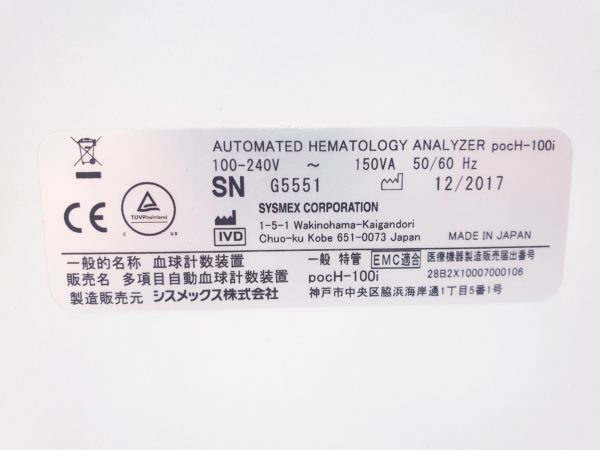 AUTOMATED HEMATOLOGY ANALYZER pocH-100i
100-240V ～ 150VA 50/60 Hz
SN G5551 12/2017
CE
TÜVRheinland
C US
SYSMEX CORPORATION
IVD
1-5-1 Wakinohama-Kaigandori
Chuo-ku Kobe 651-0073 Japan
MADE IN JAPAN
一般的名称 血球計数装置
一般 特管 EMC適合 医療機器製造販売届出番号
販売名 多項目自動血球計数装置 pocH-100i
28B2X10007000106
製造販売元 シスメックス株式会社 神戸市中央区脇浜海岸通1丁目5番1号